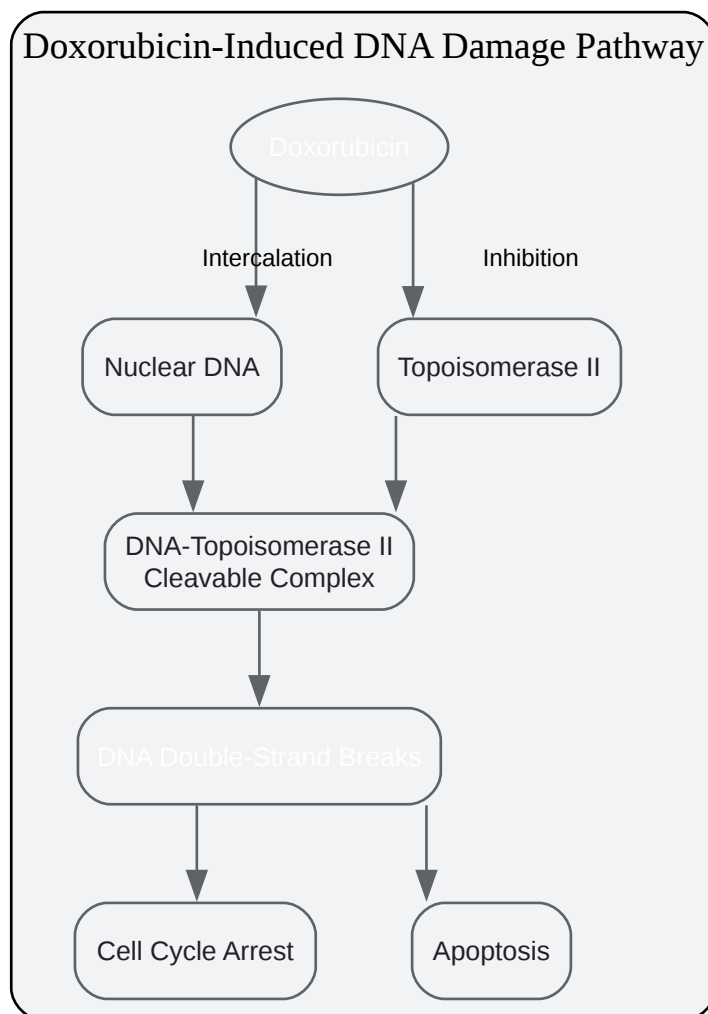 Doxorubicin-Induced DNA Damage Pathway
Doxorubicin
Intercalation
Inhibition
Nuclear DNA
Topoisomerase II
DNA-Topoisomerase II
Cleavable Complex
DNA Double-Strand Breaks
Cell Cycle Arrest
Apoptosis